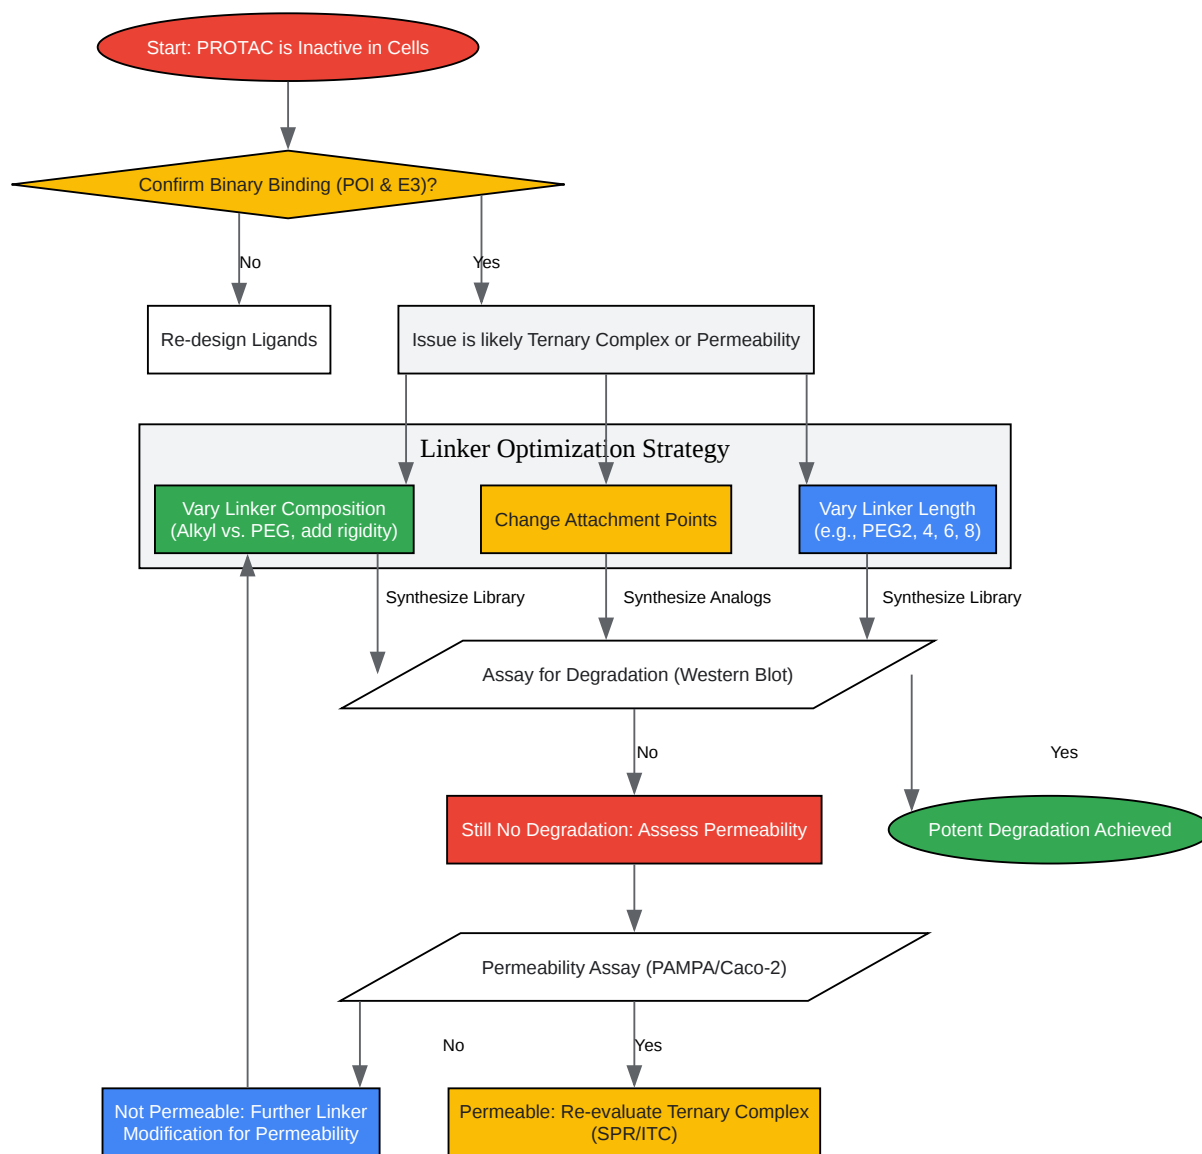 Start: PROTAC is Inactive in Cells
Confirm Binary Binding (POI & E3)?
No
Yes
Re-design Ligands
Issue is likely Ternary Complex or Permeability
Linker Optimization Strategy
Vary Linker Composition
(Alkyl vs. PEG, add rigidity)
Change Attachment Points
Vary Linker Length
(e.g., PEG2, 4, 6, 8)
Synthesize Library
Synthesize Analogs
Synthesize Library
Assay for Degradation (Western Blot)
No
Yes
Still No Degradation: Assess Permeability
Potent Degradation Achieved
Permeability Assay (PAMPA/Caco-2)
No
Yes
Not Permeable: Further Linker
Modification for Permeability
Permeable: Re-evaluate Ternary Complex
(SPR/ITC)